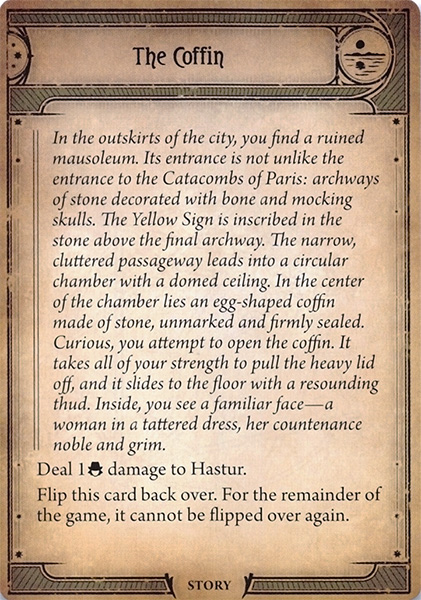 The Coffin
In the outskirts of the city, you find a ruined
mausoleum. Its entrance is not unlike the
entrance to the Catacombs of Paris: archways
of stone decorated with bone and mocking
skulls. The Yellow Sign is inscribed in the
stone above the final archway. The narrow,
cluttered passageway leads into a circular
chamber with a domed ceiling. In the center
of the chamber lies an egg-shaped coffin
made of stone, unmarked and firmly sealed.
Curious, you attempt to open the coffin. It
takes all of your strength to pull the heavy lid
off, and it slides to the floor with a resounding
thud. Inside, you see a familiar face—a
woman in a tattered dress, her countenance
noble and grim.
Deal 1 damage to Hastur.
Flip this card back over. For the remainder of
the game, it cannot be flipped over again.
STORY